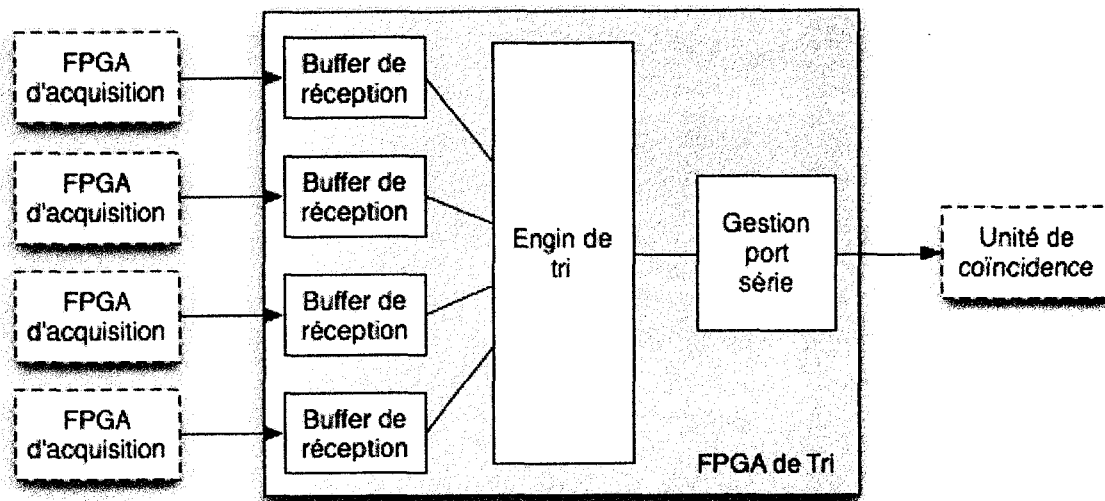 FPGA
d'acquisition
Buffer de
réception
FPGA
d'acquisition
Buffer de
réception
FPGA
d'acquisition
Buffer de
réception
FPGA
d'acquisition
Buffer de
réception
Engin de
tri
Gestion
port
série
Unité de
coïncidence
FPGA de Tri